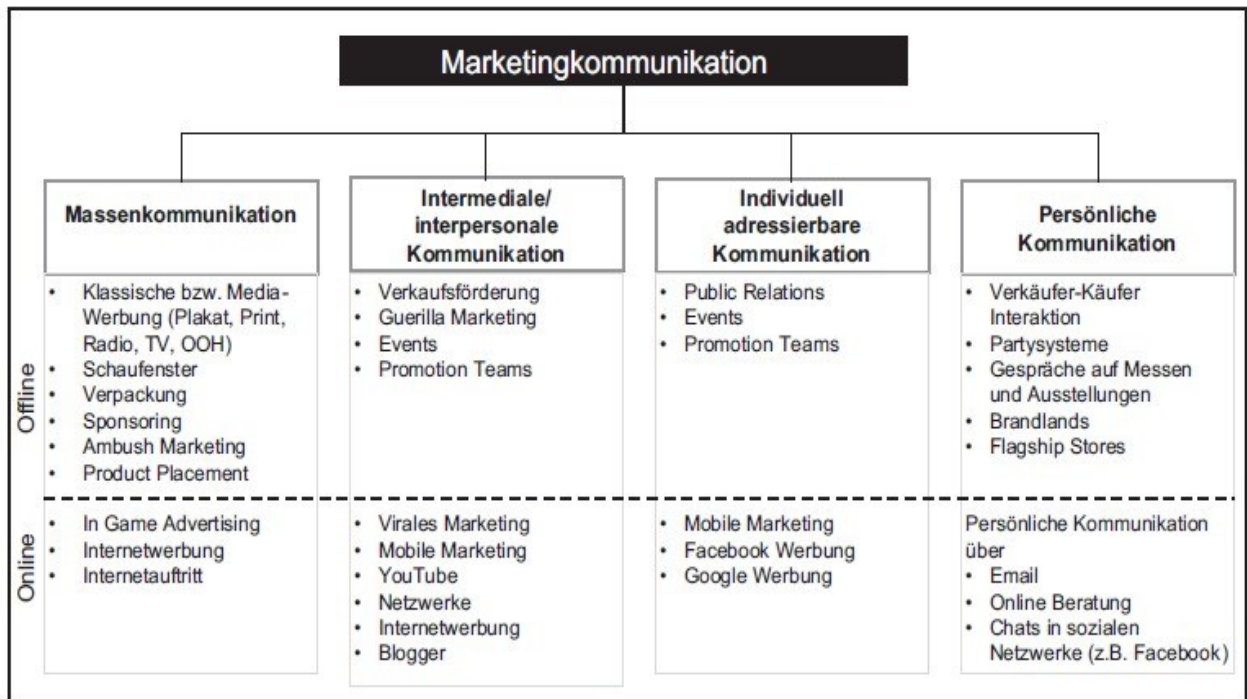 Marketingkommunikation
Massenkommunikation
Intermediale/
interpersonale
Kommunikation
Individuell
adressierbare
Kommunikation
Persönliche
Kommunikation
Offline
• Klassische bzw. Media-
Werbung (Plakat, Print,
Radio, TV, OOH)
• Schaufenster
• Verpackung
• Sponsoring
• Ambush Marketing
• Product Placement
• Verkaufsförderung
• Guerilla Marketing
• Events
• Promotion Teams
• Public Relations
• Events
• Promotion Teams
• Verkäufer-Käufer
Interaktion
• Partysysteme
• Gespräche auf Messen
und Ausstellungen
• Brandlands
• Flagship Stores
Online
• In Game Advertising
• Internetwerbung
• Internetauftritt
• Virales Marketing
• Mobile Marketing
• YouTube
• Netzwerke
• Internetwerbung
• Blogger
• Mobile Marketing
• Facebook Werbung
• Google Werbung
Persönliche Kommunikation
über
• Email
• Online Beratung
• Chats in sozialen
Netzwerke (z.B. Facebook)